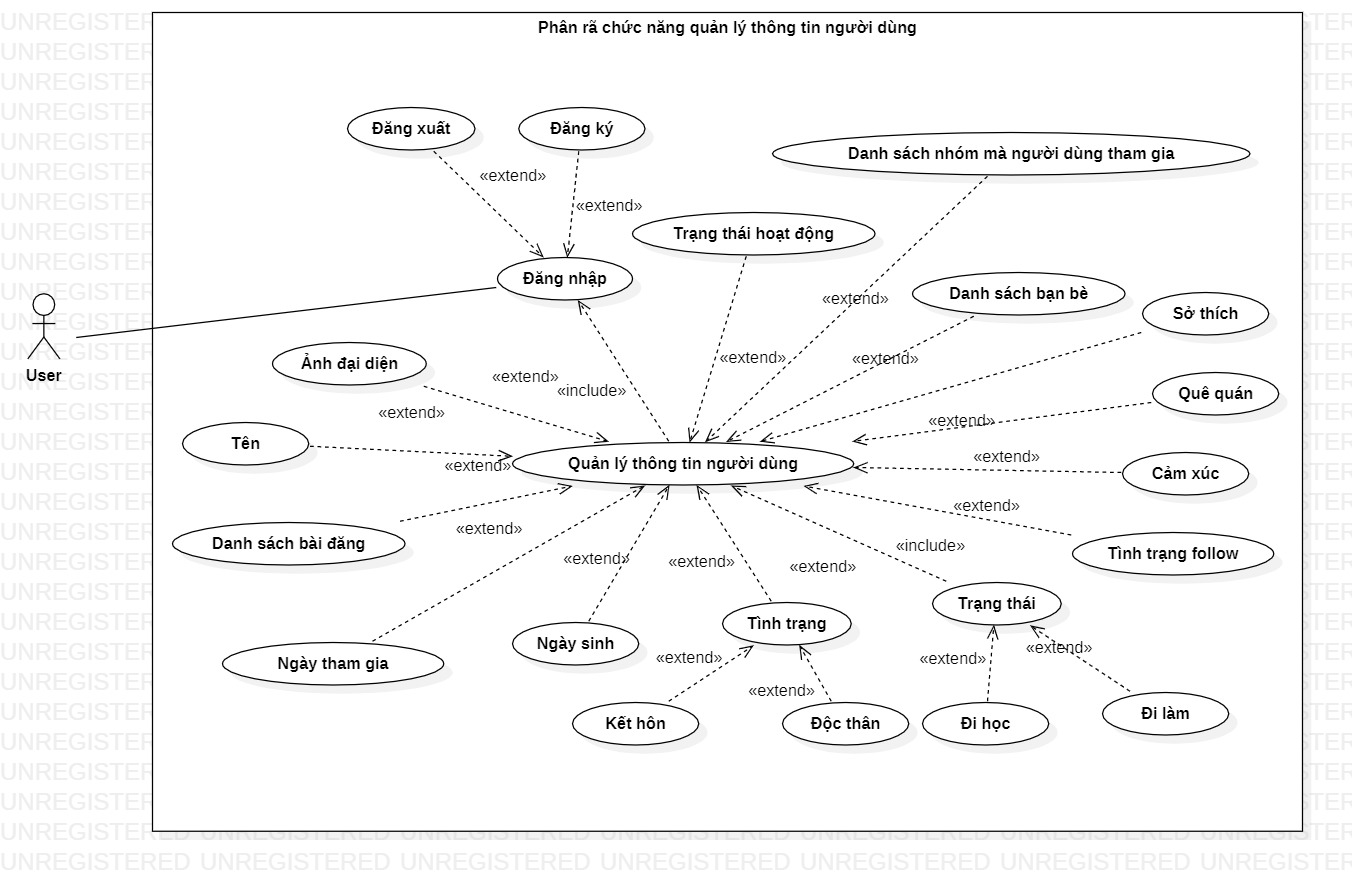 Phân rã chức năng quản lý thông tin người dùng
Đăng xuất
Đăng ký
Danh sách nhóm mà người dùng tham gia
«extend»
«extend»
Trạng thái hoạt động
Đăng nhập
Danh sách bạn bè
«extend»
Sở thích
User
Ảnh đại diện
«extend»
«extend»
«extend»
«include»
Quê quán
«extend»
«extend»
Tên
«extend»
Quản lý thông tin người dùng
«extend»
Cảm xúc
«extend»
Danh sách bài đăng
«extend»
«include»
Tình trạng follow
«extend»
«extend»
«extend»
Trạng thái
Tình trạng
Ngày sinh
Ngày tham gia
«extend»
«extend»
«extend»
«extend»
Kết hôn
Độc thân
Đi học
Đi làm
UNREGISTERED UNREGISTERED UNREGISTERED UNREGISTERED UNREGISTERED UNREGISTERED